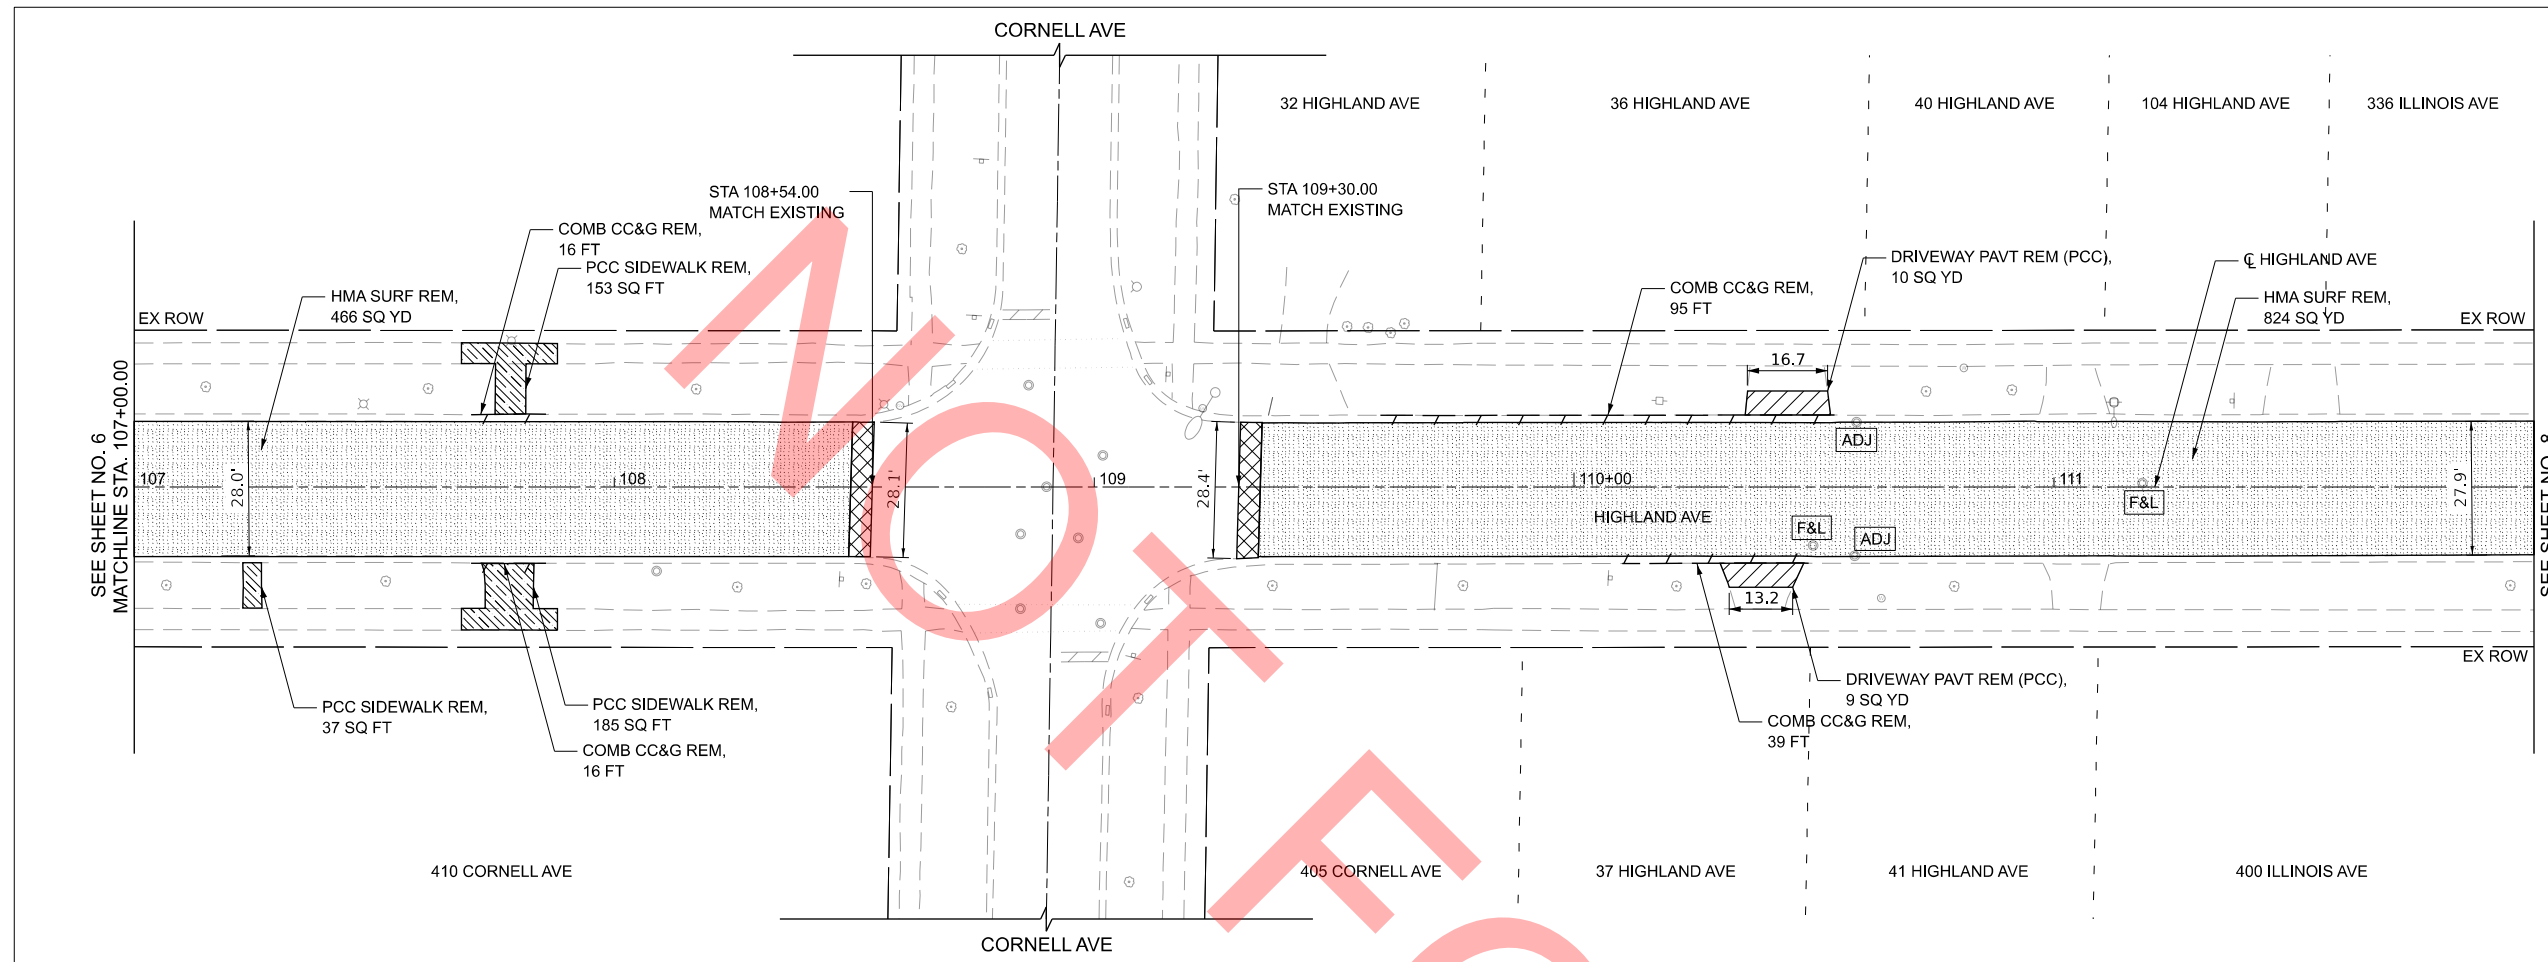 CORNELL AVE
32 HIGHLAND AVE
36 HIGHLAND AVE
40 HIGHLAND AVE
104 HIGHLAND AVE
336 ILLINOIS AVE
STA 108+54.00
MATCH EXISTING
STA 109+30.00
MATCH EXISTING
COMB CC&G REM,
16 FT
PCC SIDEWALK REM,
153 SQ FT
HMA SURF REM,
466 SQ YD
EX ROW
DRIVEWAY PAVT REM (PCC),
10 SQ YD
COMB CC&G REM,
95 FT
℄ HIGHLAND AVE
HMA SURF REM,
824 SQ YD
EX ROW
16.7
SEE SHEET NO. 6
MATCHLINE STA. 107+00.00
107
28.0'
108
28.1'
109
28.4'
110+00
111
27.9'
ADJ
F&L
HIGHLAND AVE
F&L
ADJ
SEE SHEET NO. 8
13.2
EX ROW
PCC SIDEWALK REM,
37 SQ FT
PCC SIDEWALK REM,
185 SQ FT
COMB CC&G REM,
16 FT
DRIVEWAY PAVT REM (PCC),
9 SQ YD
COMB CC&G REM,
39 FT
410 CORNELL AVE
405 CORNELL AVE
37 HIGHLAND AVE
41 HIGHLAND AVE
400 ILLINOIS AVE
CORNELL AVE
NOT F